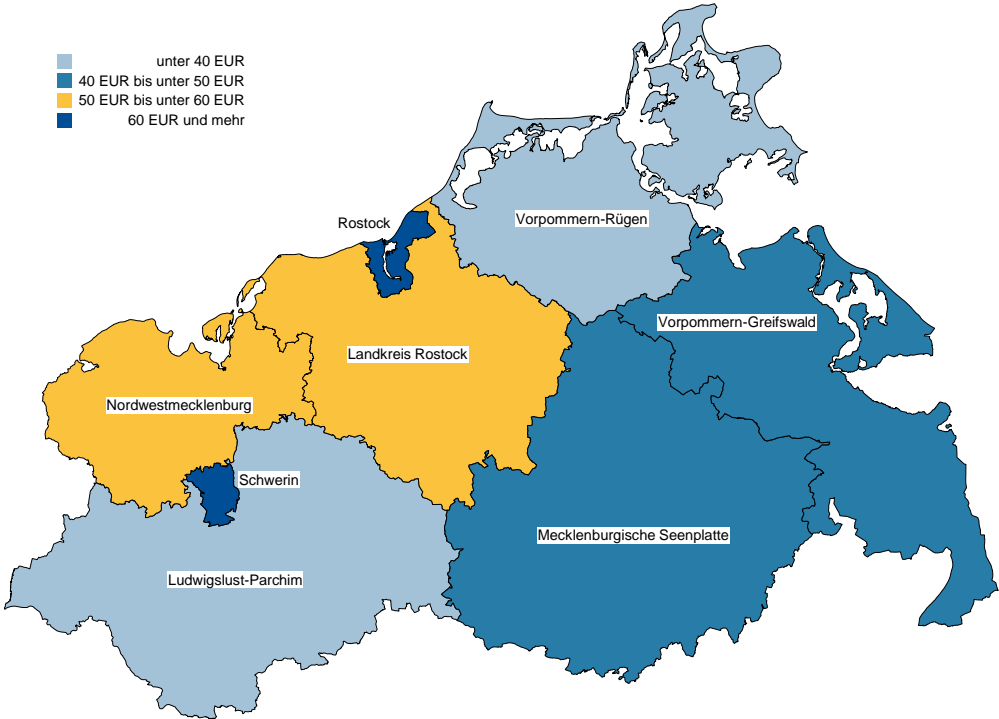 unter 40 EUR
40 EUR bis unter 50 EUR
50 EUR bis unter 60 EUR
60 EUR und mehr
Vorpommern-Rügen
Rostock
Vorpommern-Greifswald
Landkreis Rostock
Nordwestmecklenburg
Schwerin
Mecklenburgische Seenplatte
Ludwigslust-Parchim